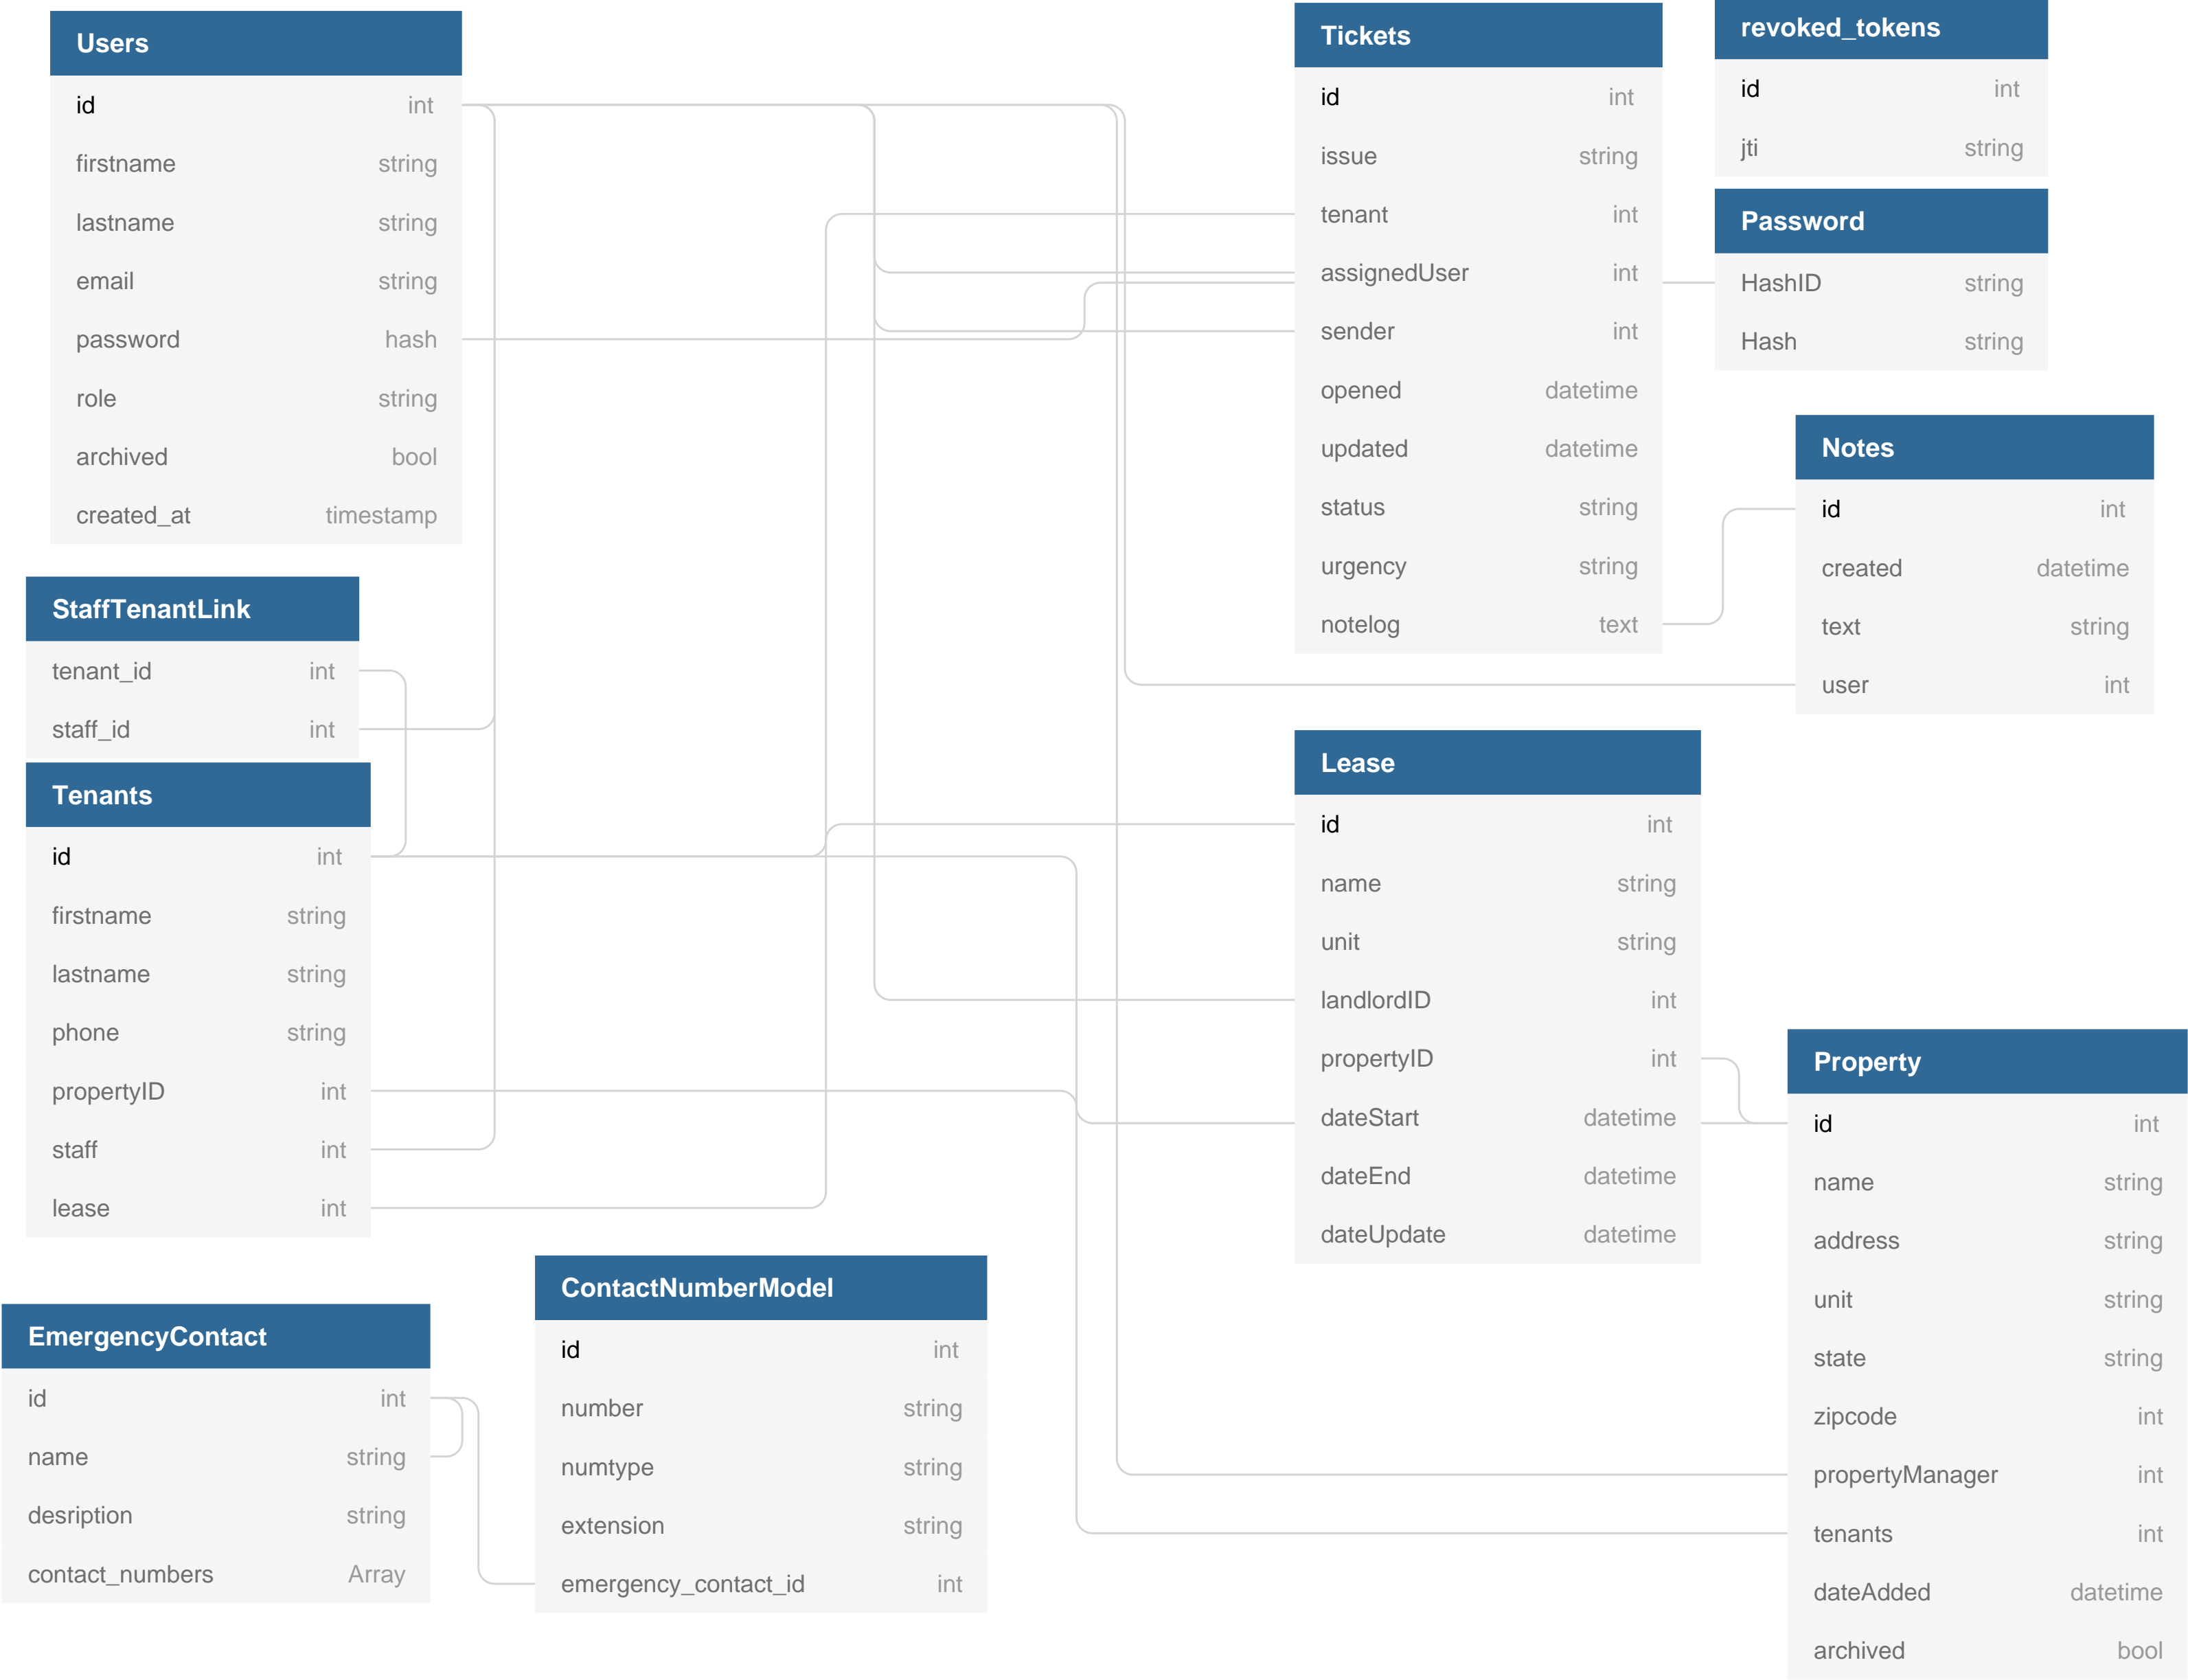 Users
id int
firstname string
lastname string
email string
password hash
role string
archived bool
created_at timestamp
StaffTenantLink
tenant_id int
staff_id int
Tenants
id int
firstname string
lastname string
phone string
propertyID int
staff int
lease int
EmergencyContact
id int
name string
desription string
contact_numbers Array
ContactNumberModel
id int
number string
numtype string
extension string
emergency_contact_id int
Tickets
id int
issue string
tenant int
assignedUser int
sender int
opened datetime
updated datetime
status string
urgency string
notelog text
Lease
id int
name string
unit string
landlordID int
propertyID int
dateStart datetime
dateEnd datetime
dateUpdate datetime
revoked_tokens
id int
jti string
Password
HashID string
Hash string
Notes
id int
created datetime
text string
user int
Property
id int
name string
address string
unit string
state string
zipcode int
propertyManager int
tenants int
dateAdded datetime
archived bool